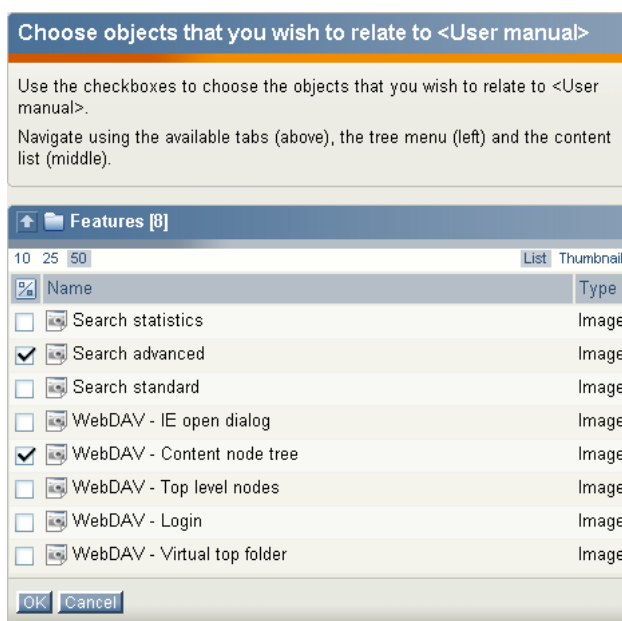 Choose objects that you wish to relate to <User manual>
Use the checkboxes to choose the objects that you wish to relate to <User
manual>.
Navigate using the available tabs (above), the tree menu (left) and the content
list (middle).
Features [8]
10 25 50 List Thumbnail
Name Type
Search statistics Image
Search advanced Image
Search standard Image
WebDAV - IE open dialog Image
WebDAV - Content node tree Image
WebDAV - Top level nodes Image
WebDAV - Login Image
WebDAV - Virtual top folder Image
OK Cancel